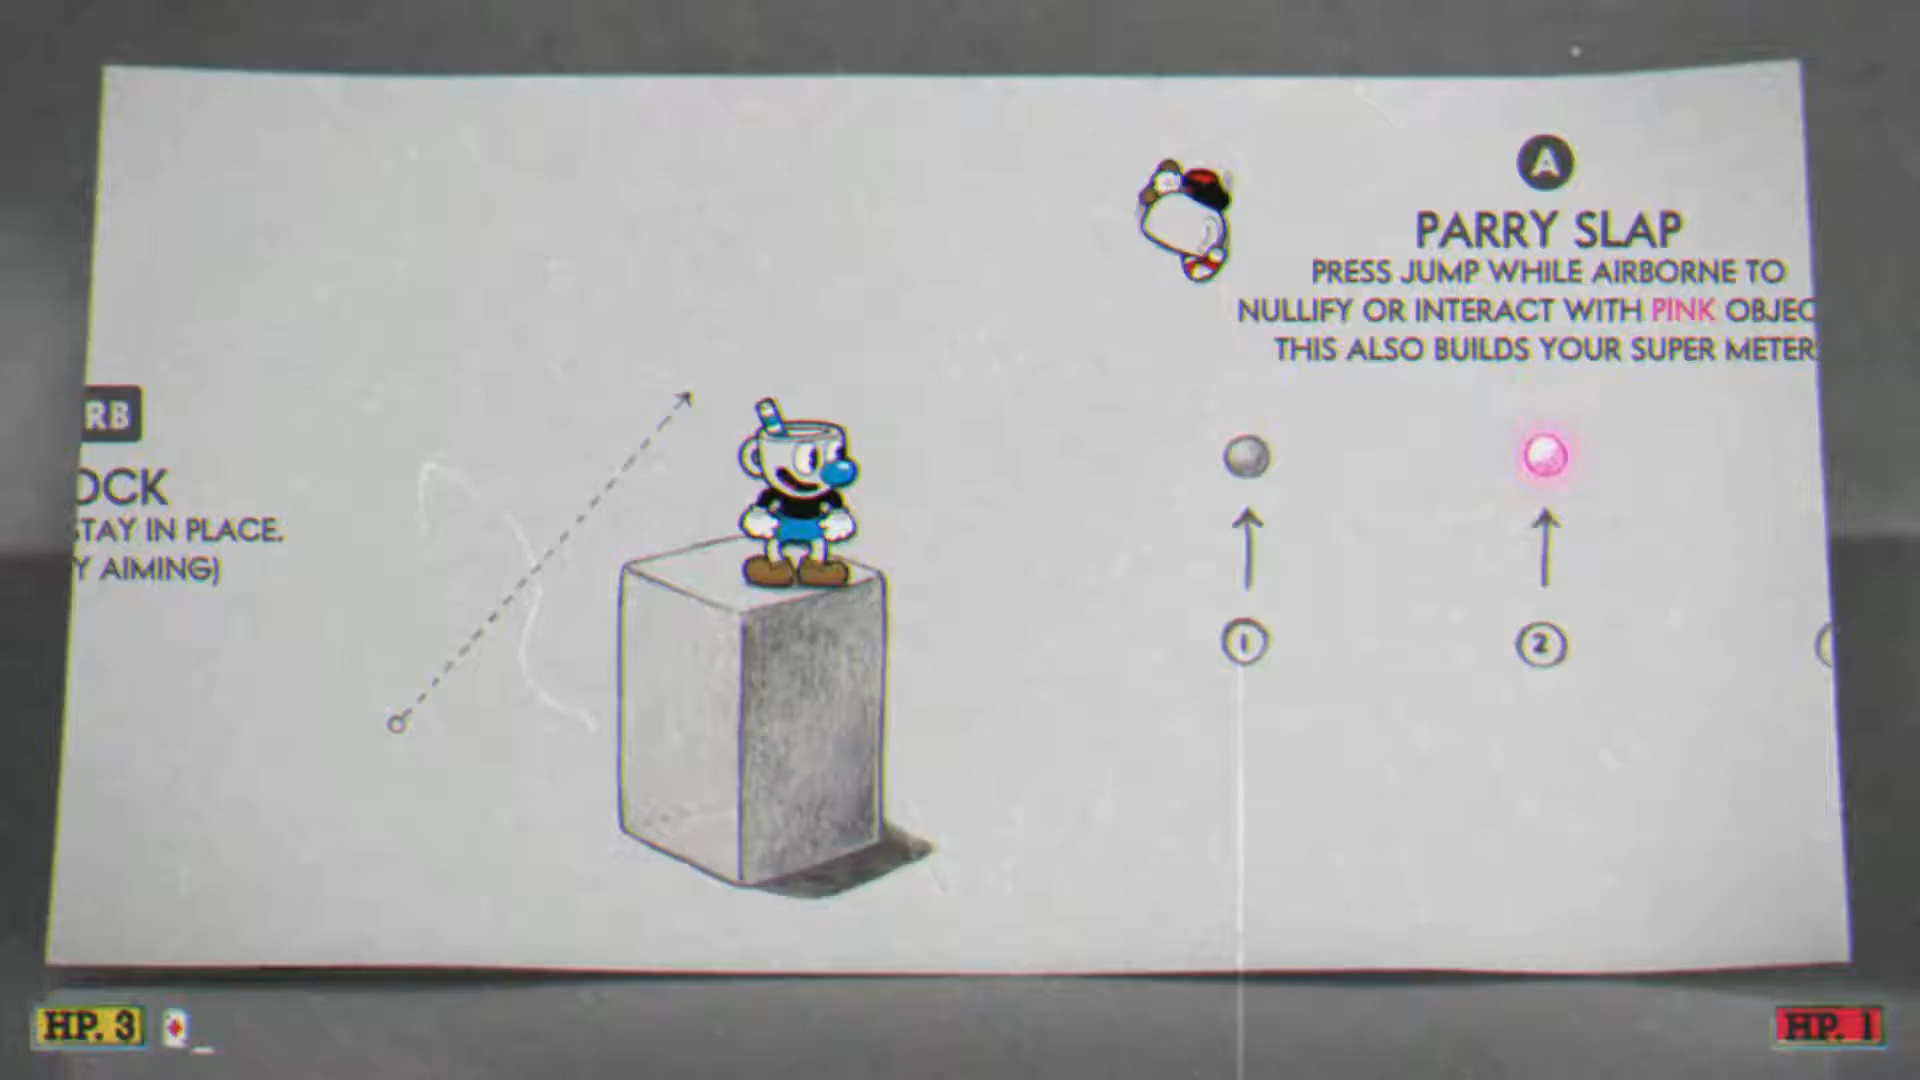 RB
OCK
STAY IN PLACE.
Y AIMING)
A
PARRY SLAP
PRESS JUMP WHILE AIRBORNE TO
NULLIFY OR INTERACT WITH PINK OBJEC
THIS ALSO BUILDS YOUR SUPER METER
1
2
HP. 3
HP. 1